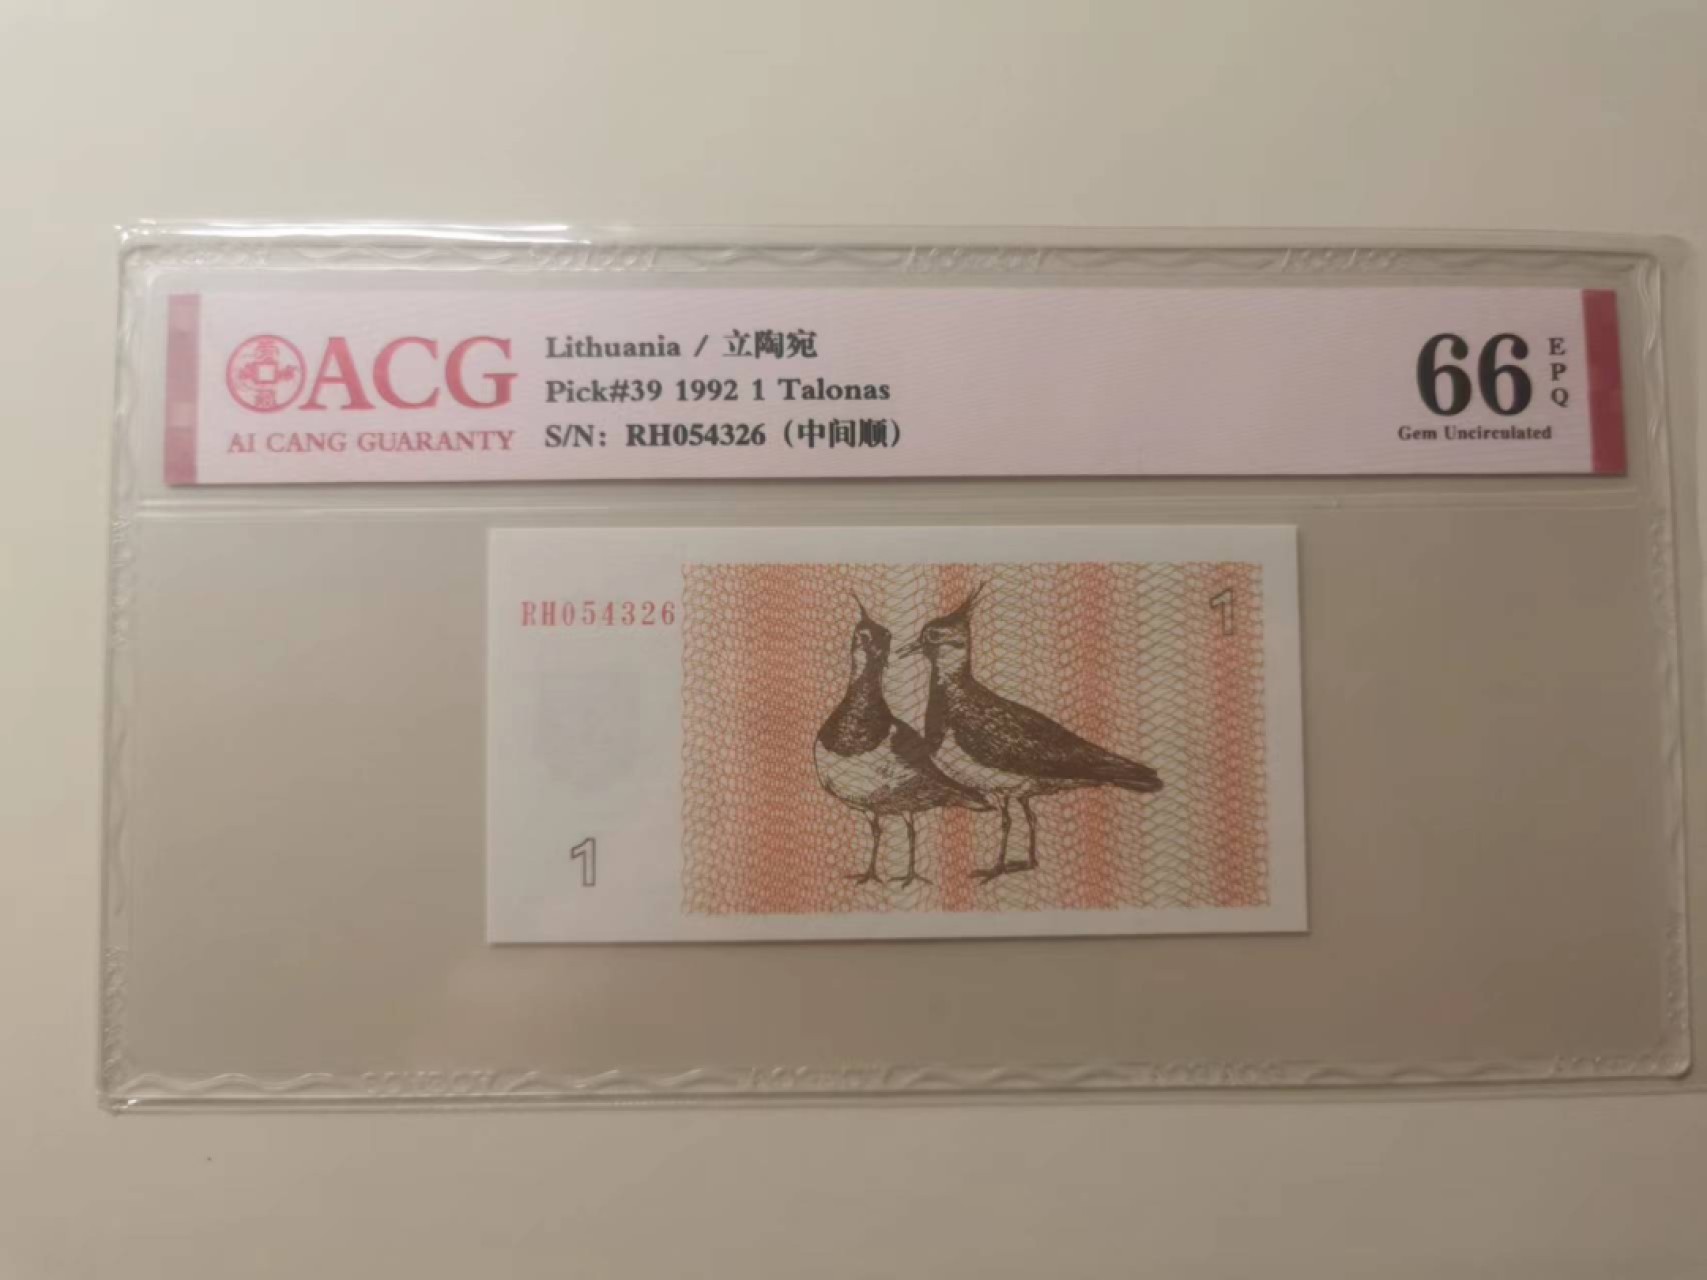 ACG
AI CANG GUARANTY
Lithuania / 立陶宛
Pick#39 1992 1 Talonas
S/N: RH054326（中间顺）
66
EPQ
Gem Uncirculated
RH054326
1
1